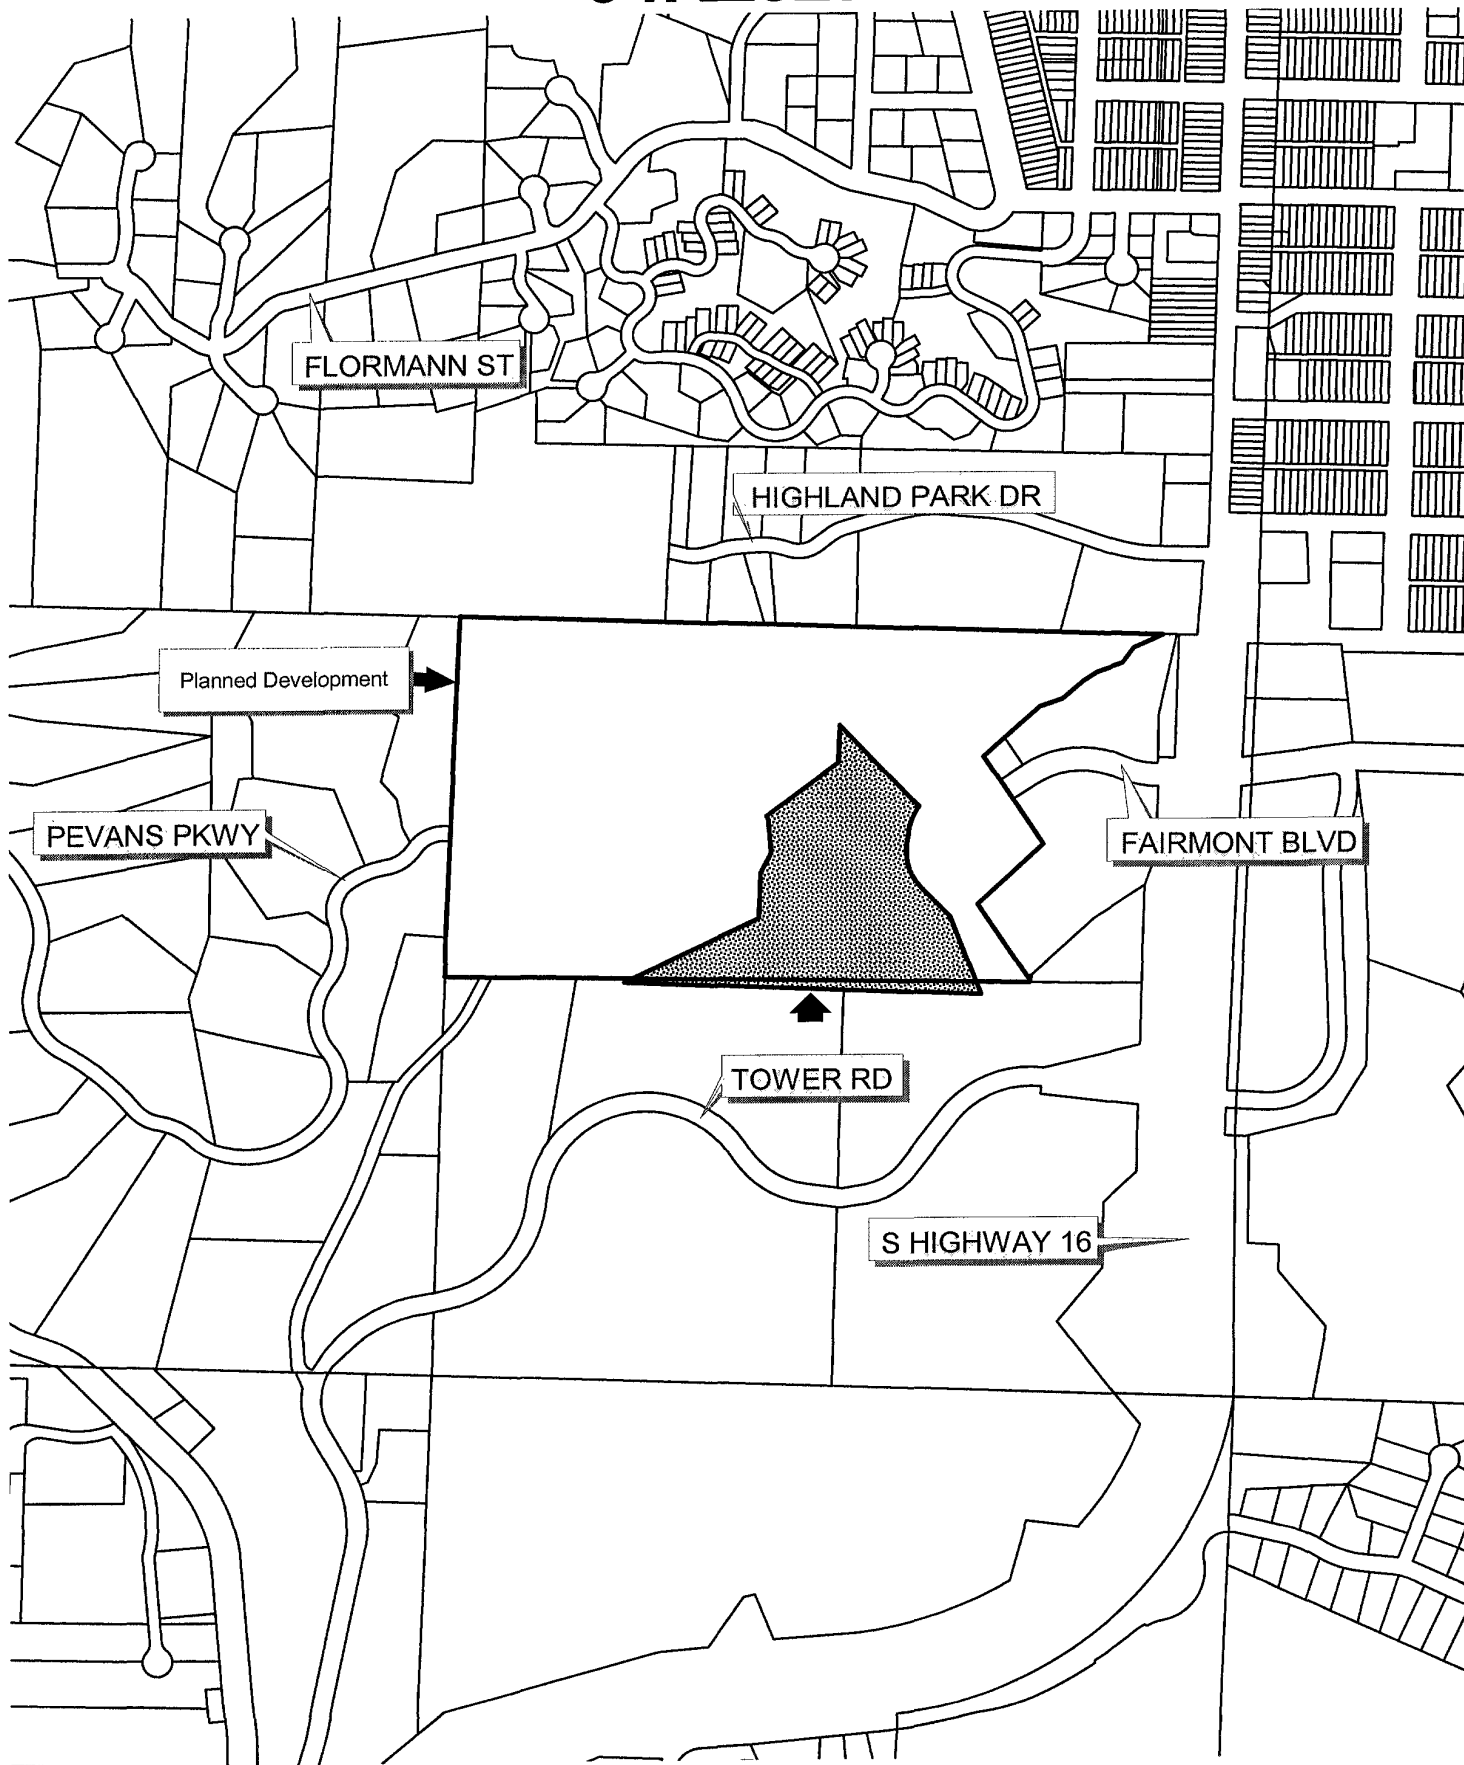 FLORMANN ST
HIGHLAND PARK DR
Planned Development
PEVANS PKWY
FAIRMONT BLVD
TOWER RD
S HIGHWAY 16